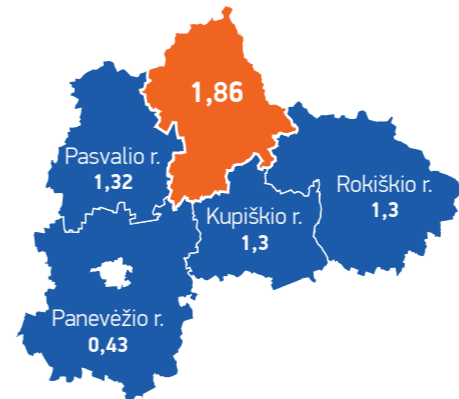 1,86
Pasvalio r.
1,32
Rokiškio r.
1,3
Kupiškio r.
1,3
Panevėžio r.
0,43